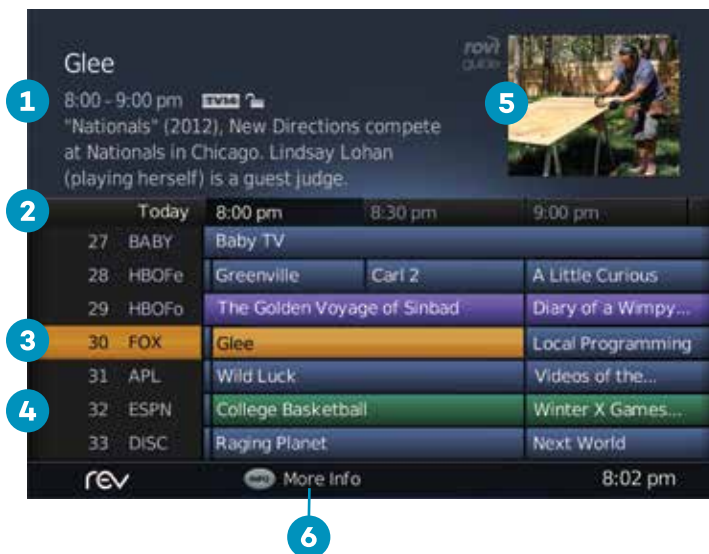 Glee
rovi
guide
1 8:00 - 9:00 pm TV14
"Nationals" (2012), New Directions compete
at Nationals in Chicago. Lindsay Lohan
(playing herself) is a guest judge.
5
2 Today 8:00 pm 8:30 pm 9:00 pm
27 BABY Baby TV
28 HBOFe Greenville Carl 2 A Little Curious
29 HBOFo The Golden Voyage of Sinbad Diary of a Wimpy...
3 30 FOX Glee Local Programming
31 APL Wild Luck Videos of the...
4 32 ESPN College Basketball Winter X Games...
33 DISC Raging Planet Next World
rev INFO More Info 8:02 pm
6